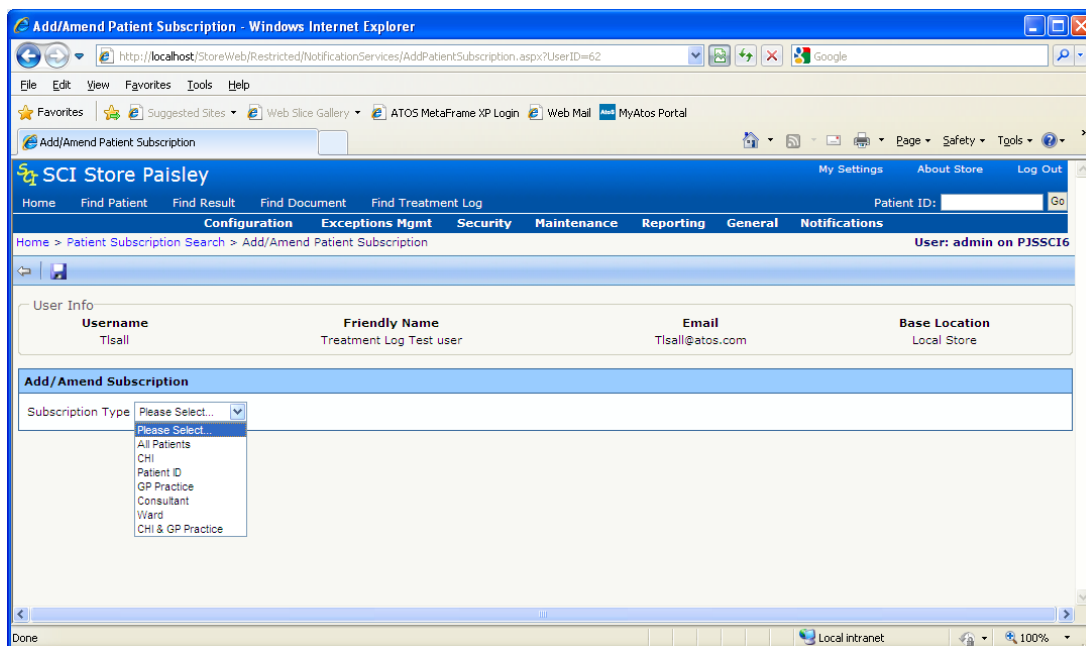 Add/Amend Patient Subscription - Windows Internet Explorer
http://localhost/StoreWeb/Restricted/NotificationServices/AddPatientSubscription.aspx?UserID=62
Google
File Edit View Favorites Tools Help
Favorites Suggested Sites Web Slice Gallery ATOS MetaFrame XP Login AtoS Web Mail MyAtos Portal
Add/Amend Patient Subscription Page Safety Tools
SCI Store Paisley My Settings About Store Log Out
Home Find Patient Find Result Find Document Find Treatment Log Patient ID: Go
Configuration Exceptions Mgmt Security Maintenance Reporting General Notifications
Home > Patient Subscription Search > Add/Amend Patient Subscription User: admin on PJSSCI6
User Info
Username Friendly Name Email Base Location
Tlsall Treatment Log Test user Tlsall@atos.com Local Store
Add/Amend Subscription
Subscription Type Please Select...
Please Select...
All Patients
CHI
Patient ID
GP Practice
Consultant
Ward
CHI & GP Practice
Done Local intranet 100%